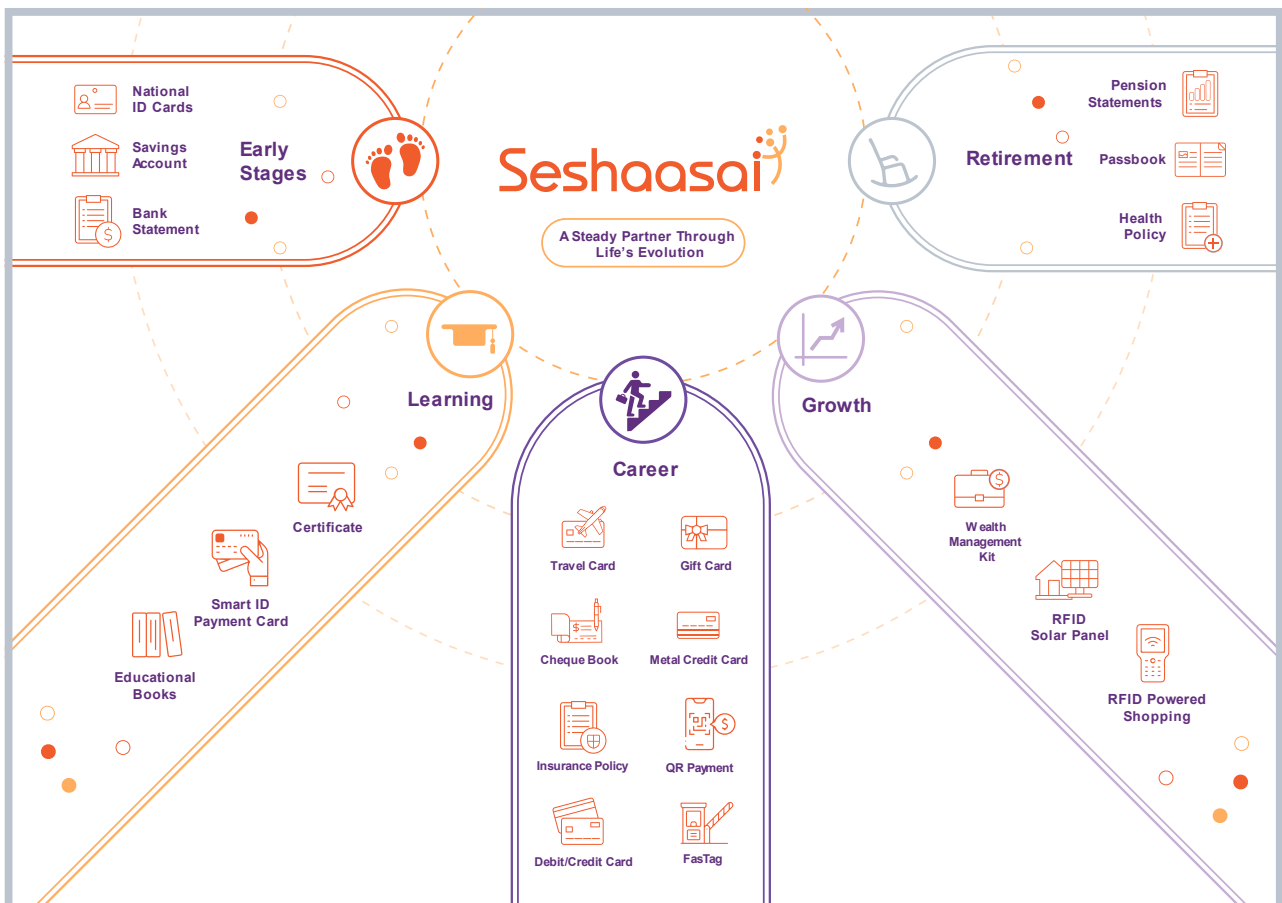 Seshaasai
A Steady Partner Through
Life's Evolution
Early
Stages
National
ID Cards
Savings
Account
Bank
Statement
$
Learning
Certificate
Smart ID
Payment Card
Educational
Books
Career
Travel Card
Gift Card
$
Cheque Book
Metal Credit Card
Insurance Policy
$
QR Payment
Debit/Credit Card
FasTag
Growth
$
Wealth
Management
Kit
RFID
Solar Panel
RFID Powered
Shopping
Retirement
Pension
Statements
Passbook
Health
Policy